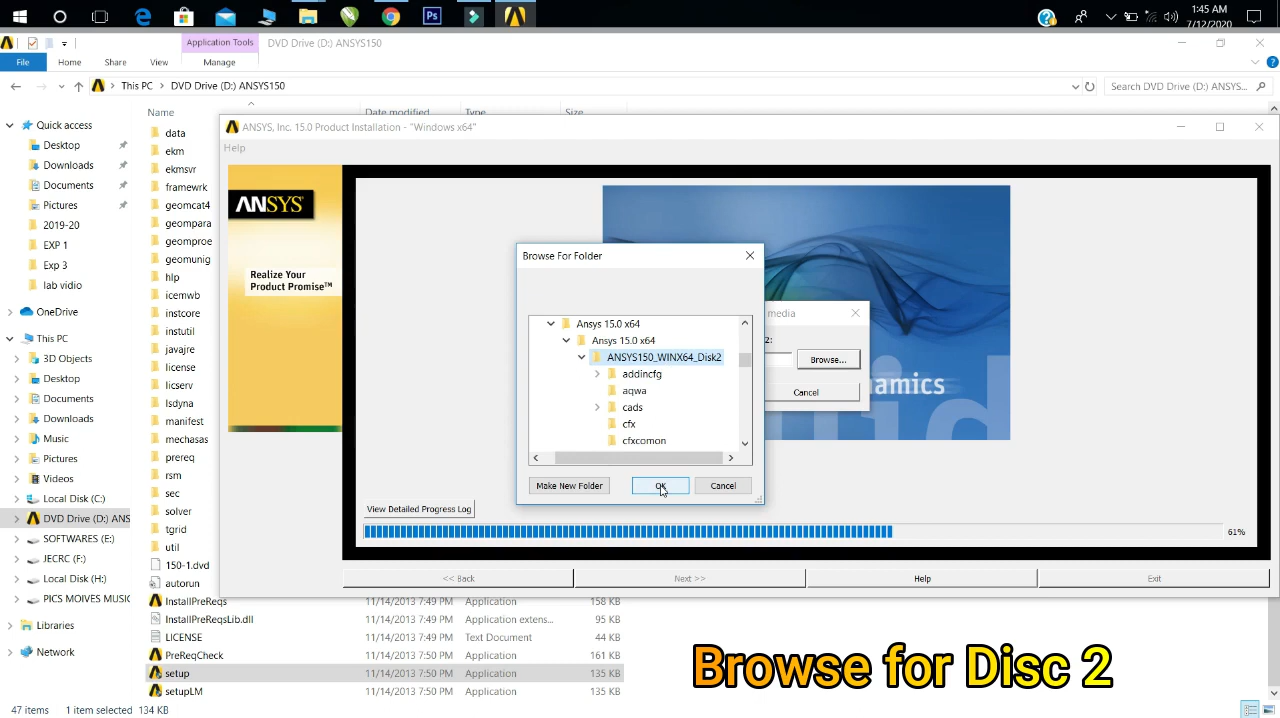 1:45 AM
7/12/2020
Application Tools
DVD Drive (D:) ANSYS150
File
Home
Share
View
Manage
This PC > DVD Drive (D:) ANSYS150
Search DVD Drive (D:) ANSYS...
Name
Date modified
Type
Size
Quick access
Desktop
Downloads
Documents
Pictures
2019-20
EXP 1
Exp 3
lab vidio
OneDrive
This PC
3D Objects
Desktop
Documents
Downloads
Music
Pictures
Videos
Local Disk (C:)
DVD Drive (D:) ANS
SOFTWARES (E:)
JECRC (F:)
Local Disk (H:)
PICS MOIVES MUSIC
Libraries
Network
data
ekm
ekmsvr
framewrk
geomcat4
geompara
geomproe
geomunig
hlp
icemwb
instcore
instutil
javajre
license
licserv
lsdyna
manifest
mechasas
prereq
rsm
sec
solver
tgrid
util
150-1.dvd
autorun
InstallPreReqs 11/14/2013 7:49 PM Application 158 KB
InstallPreReqsLib.dll 11/14/2013 7:49 PM Application extens... 95 KB
LICENSE 11/14/2013 7:49 PM Text Document 44 KB
PreReqCheck 11/14/2013 7:50 PM Application 161 KB
setup 11/14/2013 7:50 PM Application 135 KB
setupLM 11/14/2013 7:50 PM Application 135 KB
47 items
1 item selected 134 KB
ANSYS, Inc. 15.0 Product Installation - "Windows x64"
Help
ANSYS
Realize Your
Product Promise™
media
2:
Browse...
Cancel
Browse For Folder
Ansys 15.0 x64
Ansys 15.0 x64
ANSYS150_WINX64_Disk2
addincfg
aqwa
cads
cfx
cfxcomon
Make New Folder
OK
Cancel
View Detailed Progress Log
61%
<< Back
Next >>
Help
Exit
Browse for Disc 2